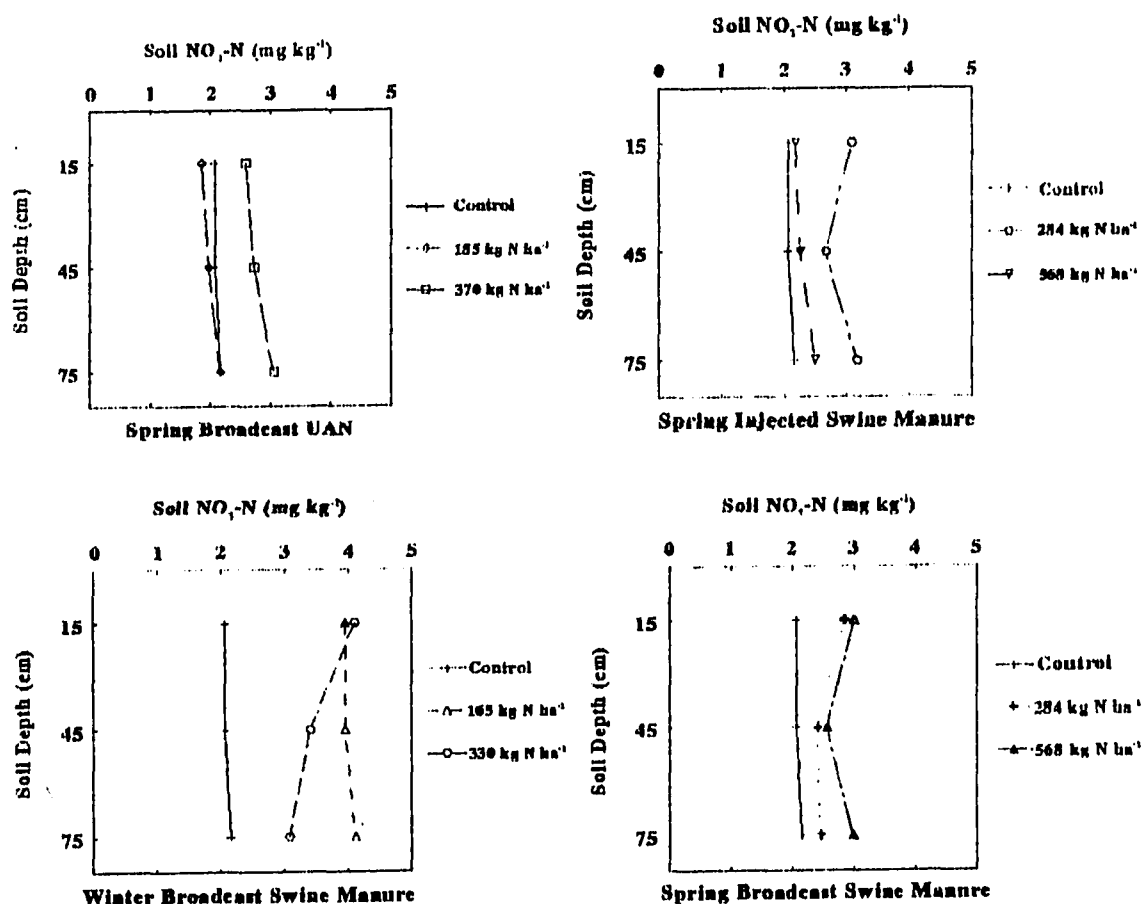 Soil NO₃-N (mg kg⁻¹)
0 1 2 3 4 5
15
45
75
Soil Depth (cm)
Control
185 kg N ha⁻¹
370 kg N ha⁻¹
Spring Broadcast UAN
Soil NO₃-N (mg kg⁻¹)
0 1 2 3 4 5
15
45
75
Soil Depth (cm)
Control
284 kg N ha⁻¹
568 kg N ha⁻¹
Spring Injected Swine Manure
Soil NO₃-N (mg kg⁻¹)
0 1 2 3 4 5
15
45
75
Soil Depth (cm)
Control
165 kg N ha⁻¹
330 kg N ha⁻¹
Winter Broadcast Swine Manure
Soil NO₃-N (mg kg⁻¹)
0 1 2 3 4 5
15
45
75
Soil Depth (cm)
Control
284 kg N ha⁻¹
568 kg N ha⁻¹
Spring Broadcast Swine Manure